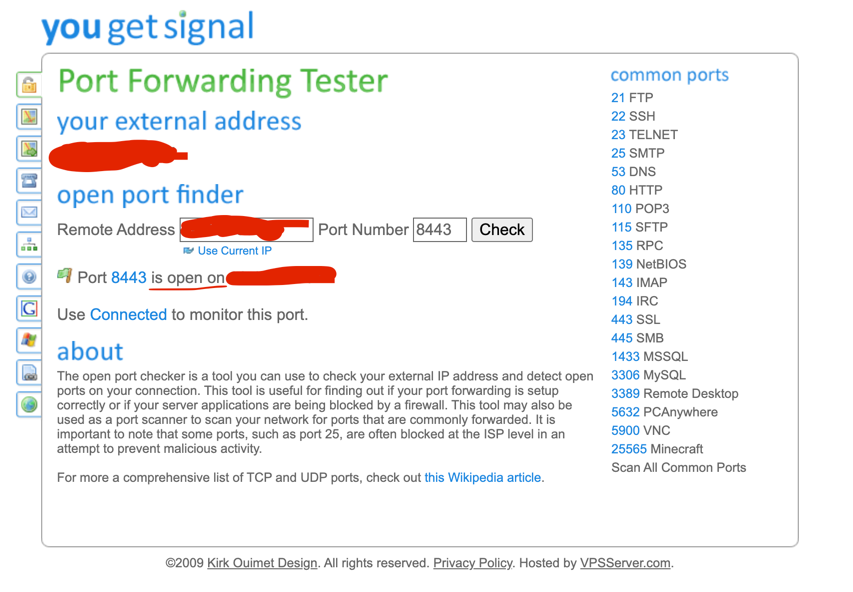 you get signal
Port Forwarding Tester
your external address
open port finder
Remote Address Port Number 8443 Check
Use Current IP
Port 8443 is open on
Use Connected to monitor this port.
about
The open port checker is a tool you can use to check your external IP address and detect open
ports on your connection. This tool is useful for finding out if your port forwarding is setup
correctly or if your server applications are being blocked by a firewall. This tool may also be
used as a port scanner to scan your network for ports that are commonly forwarded. It is
important to note that some ports, such as port 25, are often blocked at the ISP level in an
attempt to prevent malicious activity.
For more a comprehensive list of TCP and UDP ports, check out this Wikipedia article.
common ports
21 FTP
22 SSH
23 TELNET
25 SMTP
53 DNS
80 HTTP
110 POP3
115 SFTP
135 RPC
139 NetBIOS
143 IMAP
194 IRC
443 SSL
445 SMB
1433 MSSQL
3306 MySQL
3389 Remote Desktop
5632 PCAnywhere
5900 VNC
25565 Minecraft
Scan All Common Ports
©2009 Kirk Ouimet Design. All rights reserved. Privacy Policy. Hosted by VPSServer.com.